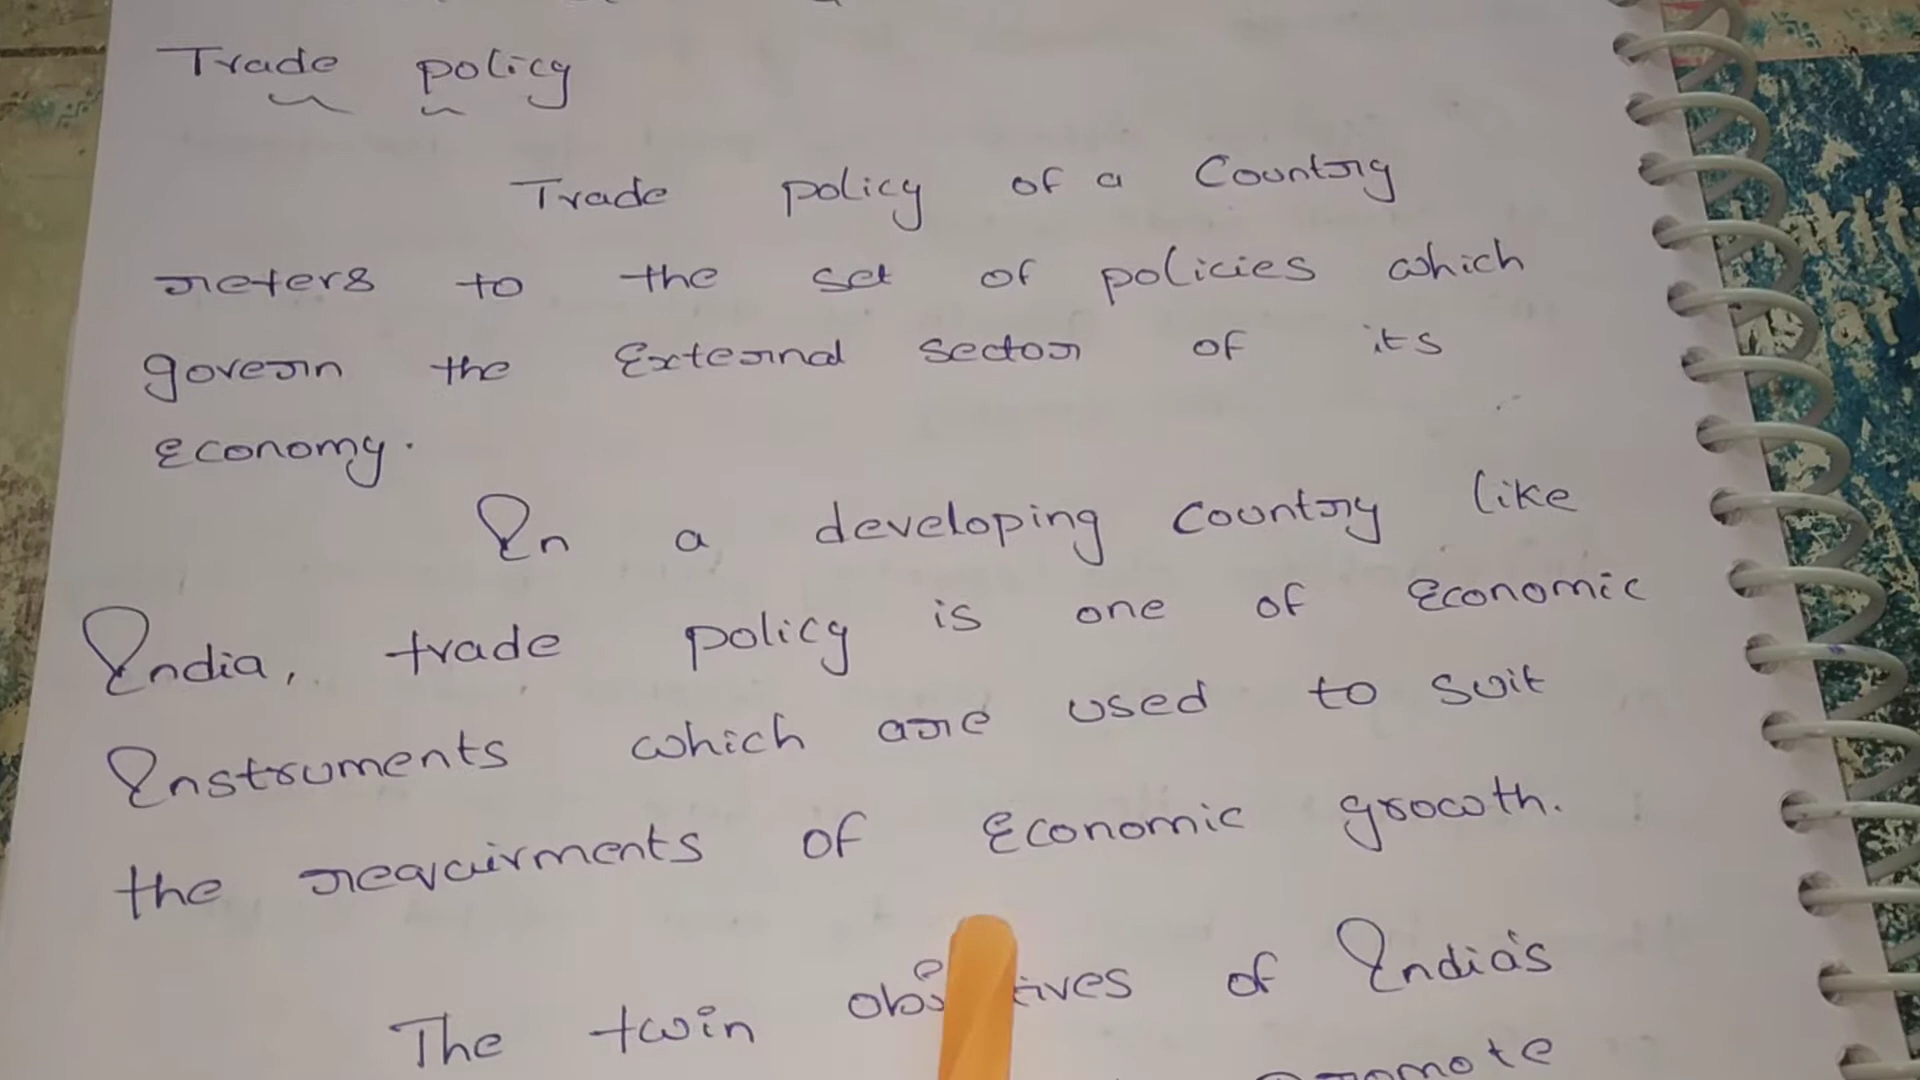 Trade policy
Trade policy of a Country
refers to the set of policies which
govern the External sector of its
Economy.
In a developing country like
India, trade policy is one of Economic
Instruments which are used to suit
the requirments of Economic growth.
The twin of India's